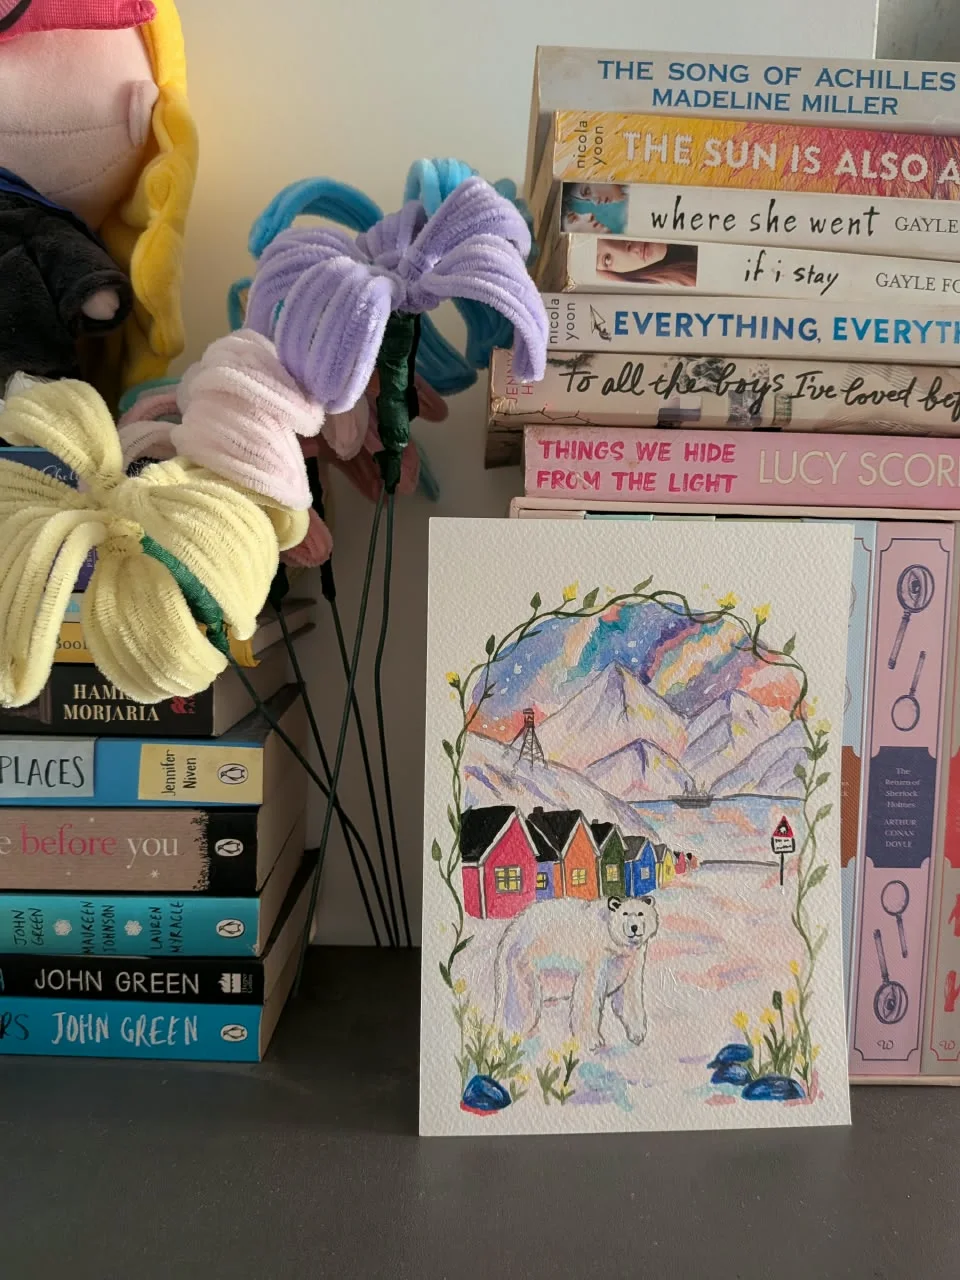 THE SONG OF ACHILLES
MADELINE MILLER
nicola
yoon
THE SUN IS ALSO A
where she went GAYLE
if i stay GAYLE FO
nicola
yoon
EVERYTHING, EVERYTH
to all the boys I've loved bef
THINGS WE HIDE
FROM THE LIGHT
LUCY SCOR
MORJARIA
PLACES
Jennifer
Niven
e before you
JOHN
GREEN
MAUREEN
JOHNSON
LAUREN
MYRACLE
JOHN GREEN
RS JOHN GREEN
The
Return of
Sherlock
Holmes
ARTHUR
CONAN
DOYLE
W